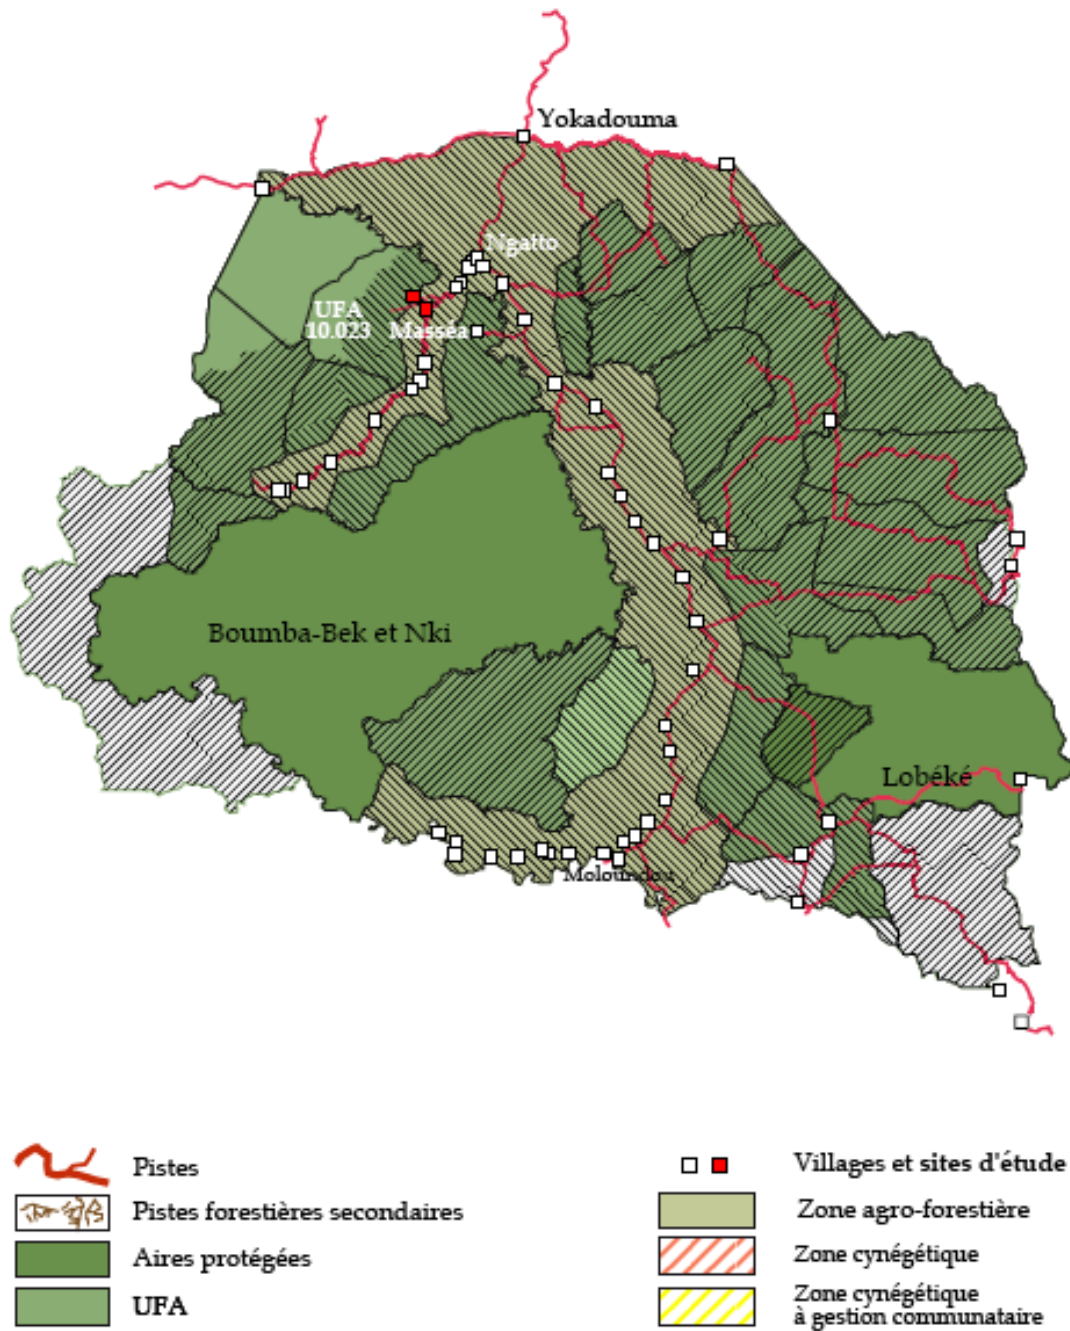 Yokadouma
Ngatto
UFA
10.023
Masséa
Boumba-Bek et Nki
Lobéké
Moloundou
Pistes
Pistes forestières secondaires
Aires protégées
UFA
Villages et sites d'étude
Zone agro-forestière
Zone cynégétique
Zone cynégétique
à gestion communataire